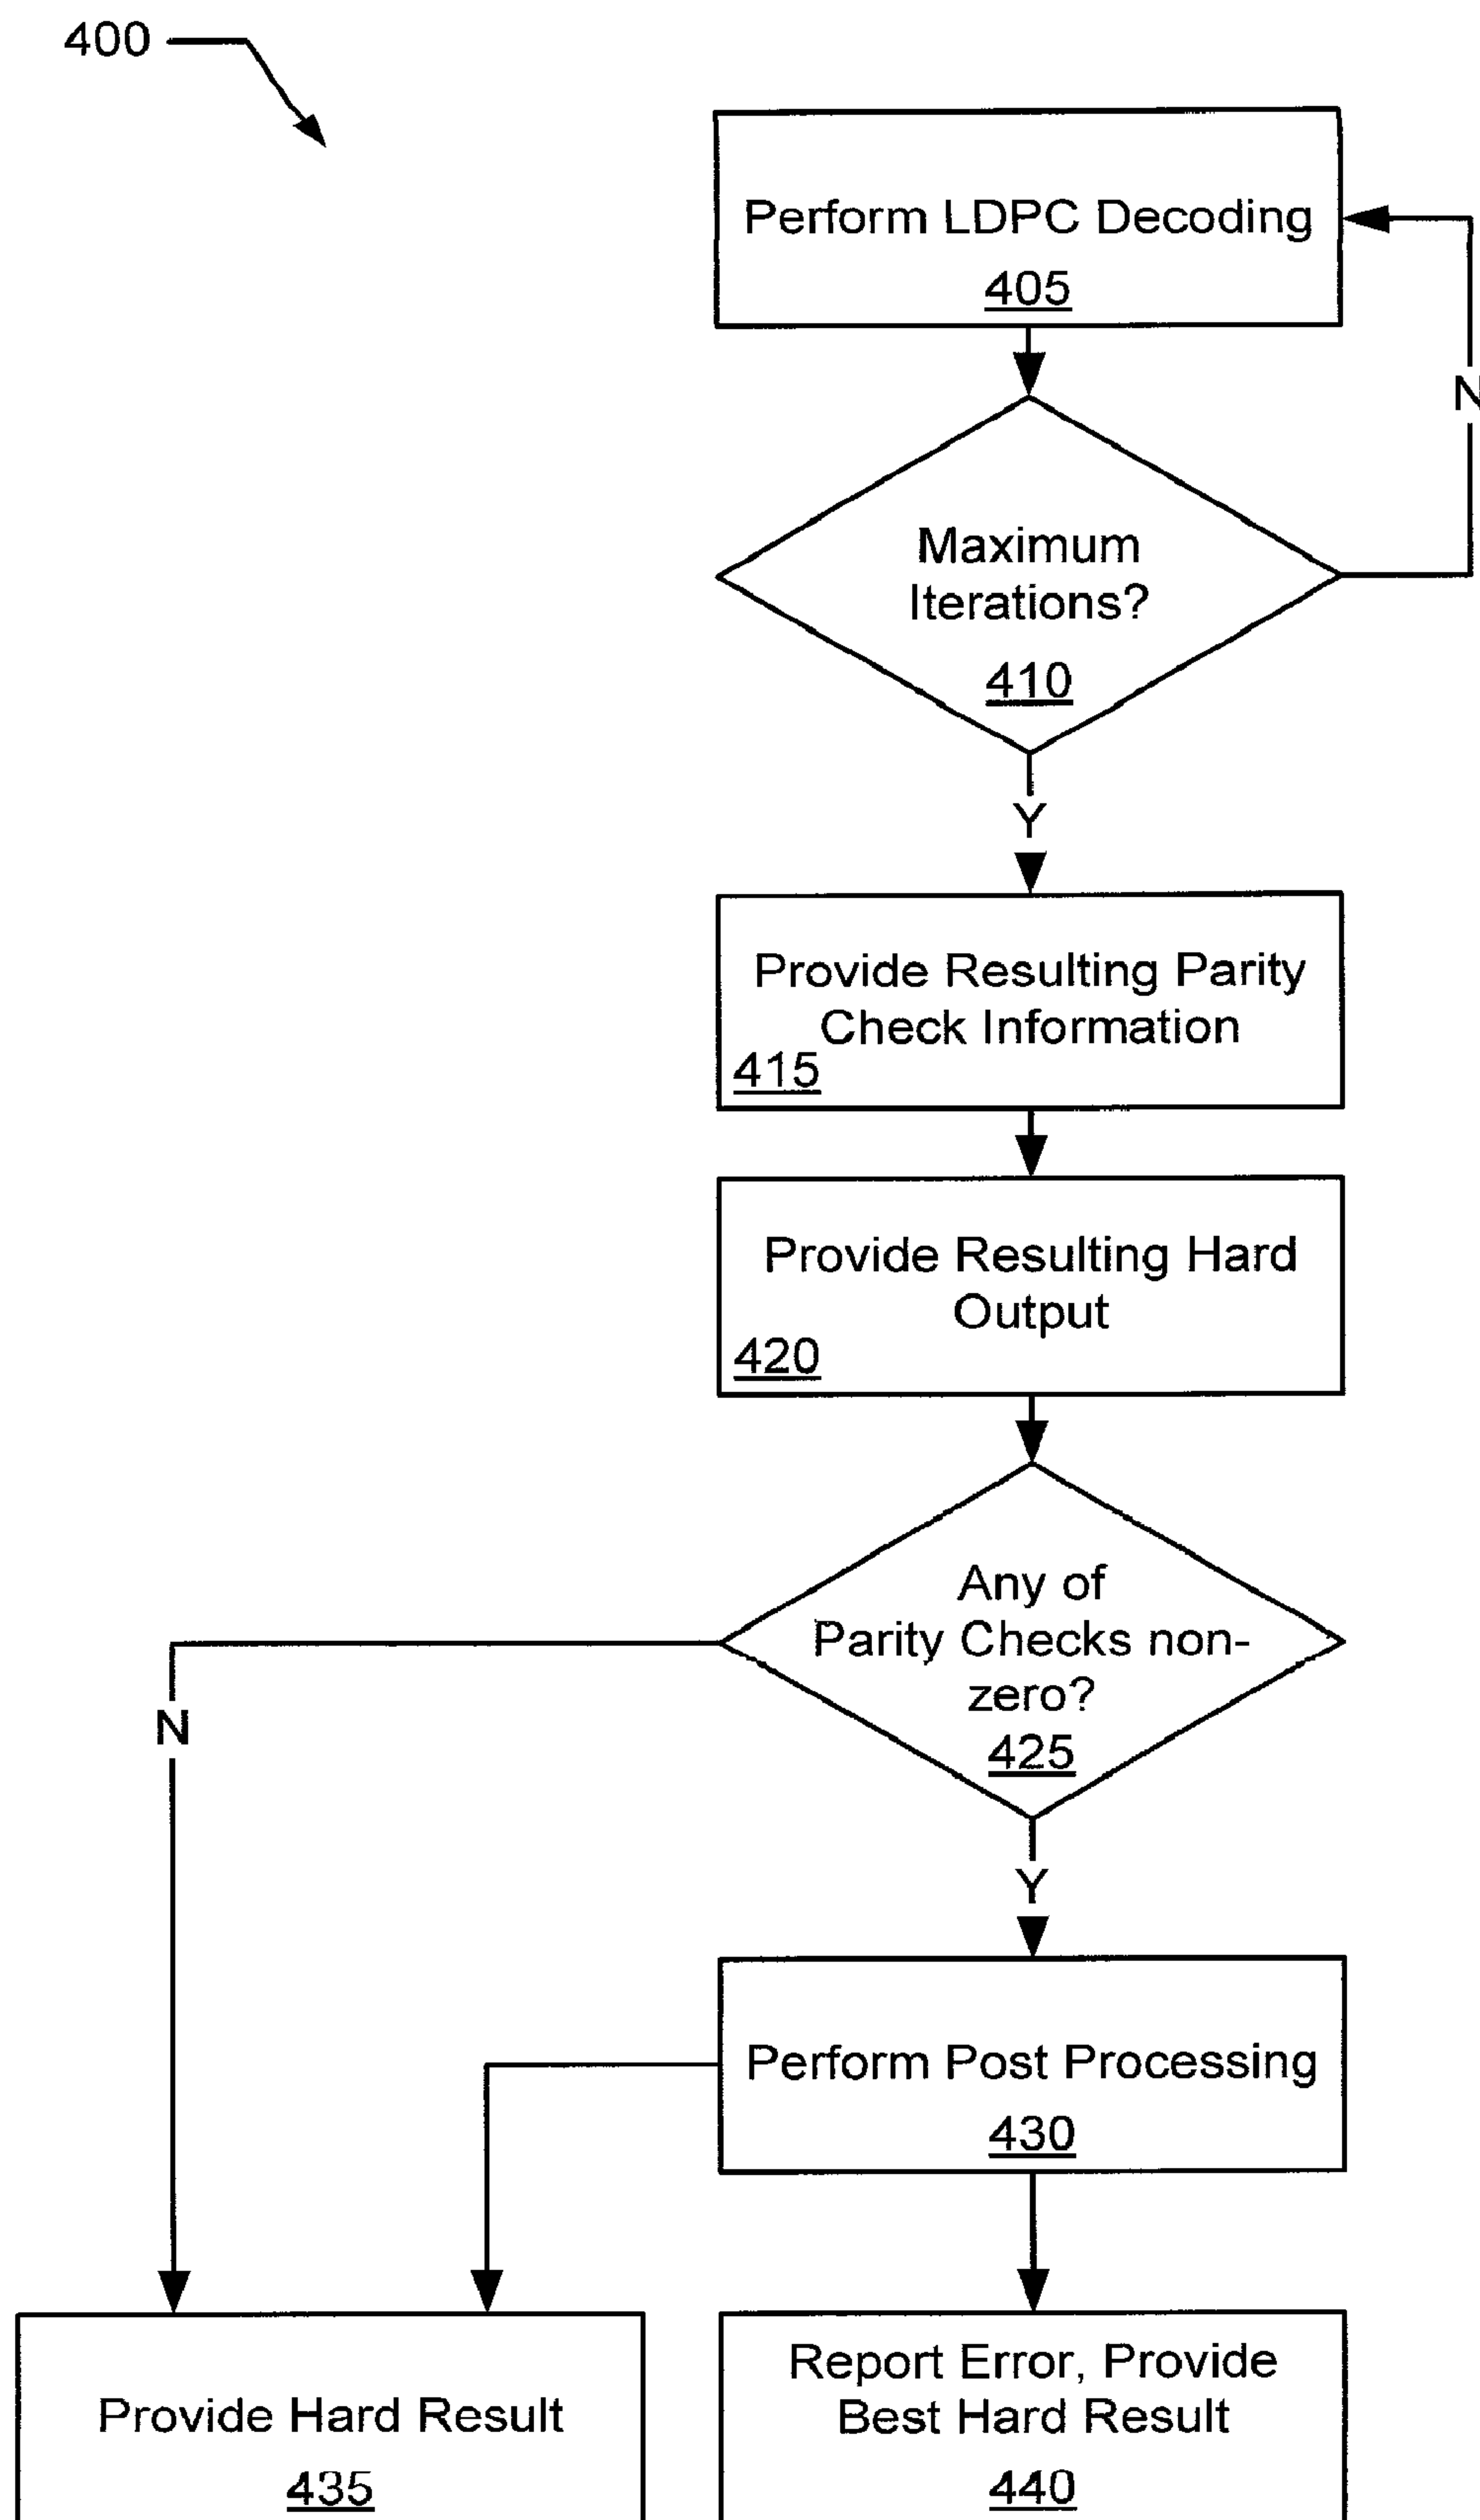 400
Perform LDPC Decoding
405
N
Maximum
Iterations?
410
Y
Provide Resulting Parity
Check Information
415
Provide Resulting Hard
Output
420
Any of
Parity Checks non-
zero?
425
N
Y
Perform Post Processing
430
Provide Hard Result
435
Report Error, Provide
Best Hard Result
440